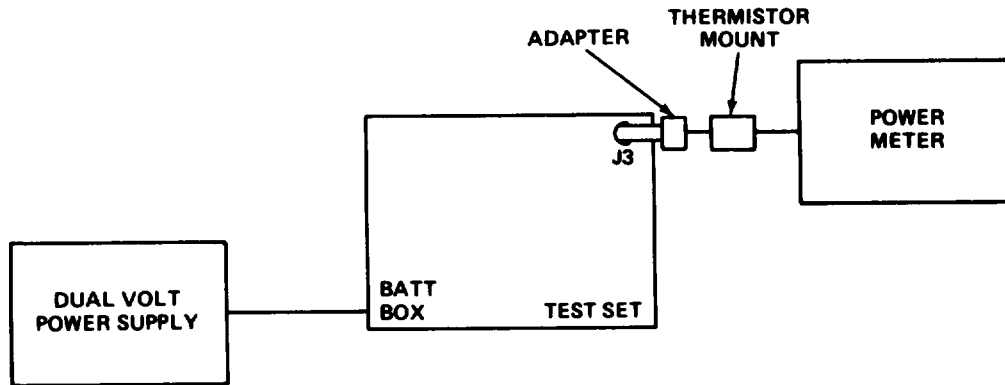 THERMISTOR
MOUNT
ADAPTER
POWER
METER
J3
BATT
BOX
TEST SET
DUAL VOLT
POWER SUPPLY